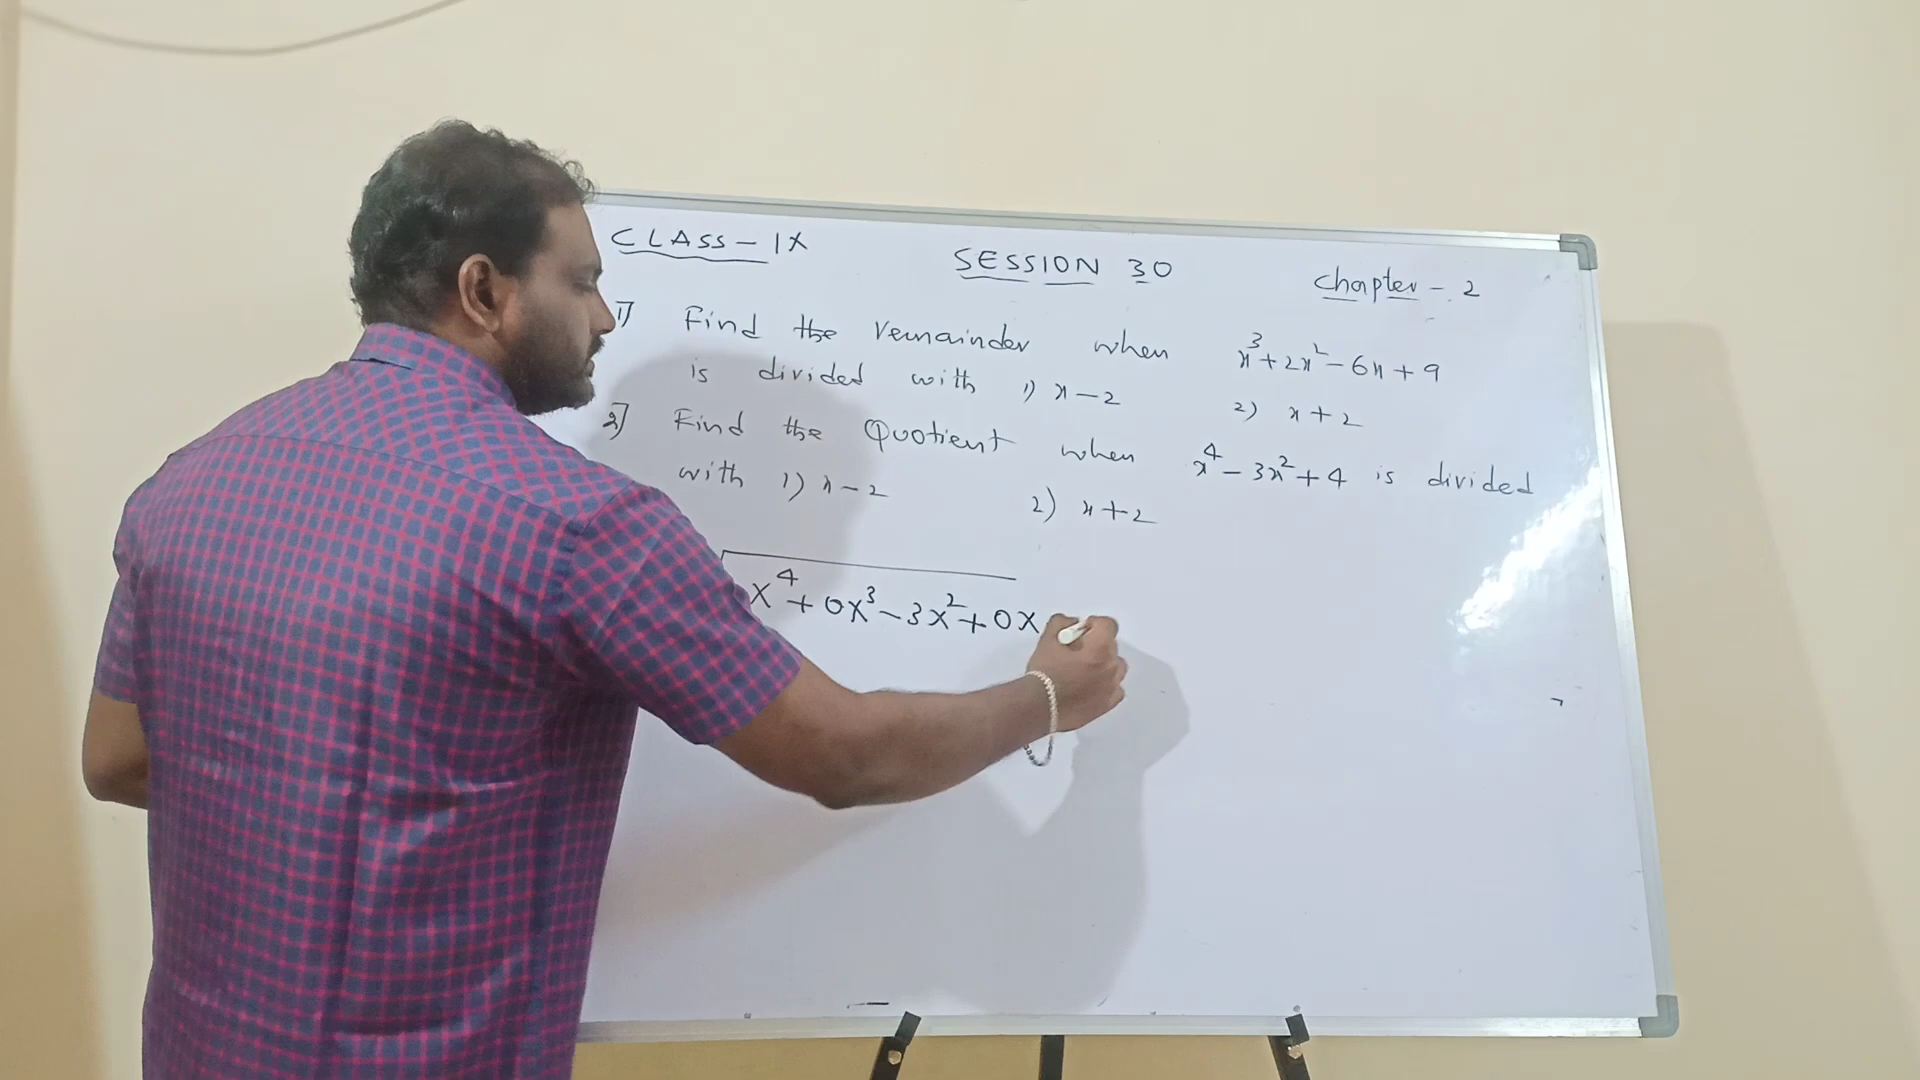 CLASS - IX
SESSION 30
Chapter - 2
1] Find the remainder when x³ + 2x² - 6x + 9
is divided with 1) x - 2 2) x + 2
2] Find the Quotient when x⁴ - 3x² + 4 is divided
with 1) x - 2 2) x + 2
x⁴ + 0x³ - 3x² + 0x